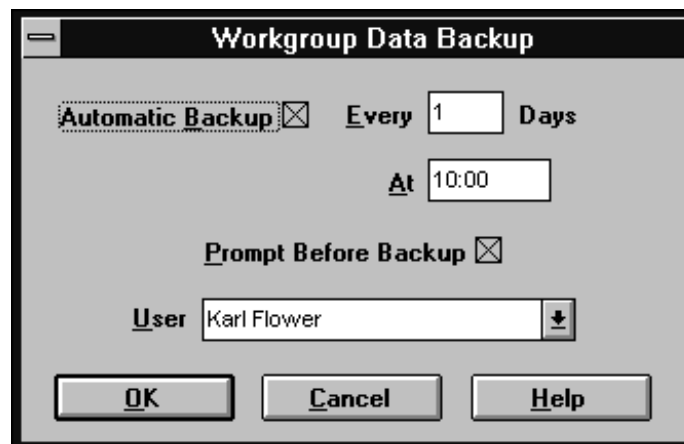 Workgroup Data Backup
Automatic Backup Every 1 Days
At 10:00
Prompt Before Backup
User Karl Flower
OK Cancel Help